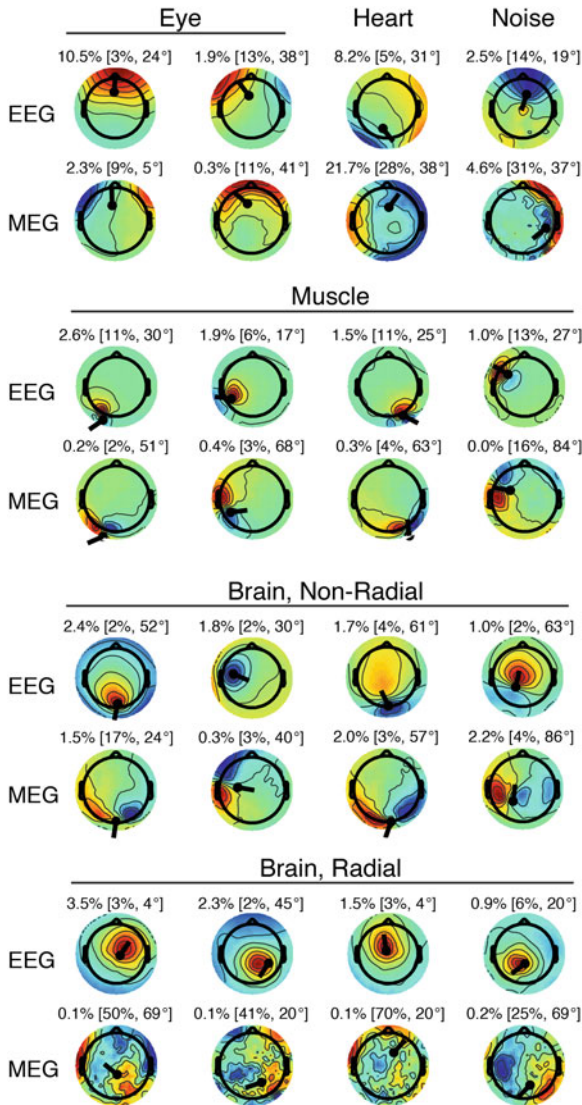 Eye Heart Noise
10.5% [3%, 24°] 1.9% [13%, 38°] 8.2% [5%, 31°] 2.5% [14%, 19°]
EEG
2.3% [9%, 5°] 0.3% [11%, 41°] 21.7% [28%, 38°] 4.6% [31%, 37°]
MEG
Muscle
2.6% [11%, 30°] 1.9% [6%, 17°] 1.5% [11%, 25°] 1.0% [13%, 27°]
EEG
0.2% [2%, 51°] 0.4% [3%, 68°] 0.3% [4%, 63°] 0.0% [16%, 84°]
MEG
Brain, Non-Radial
2.4% [2%, 52°] 1.8% [2%, 30°] 1.7% [4%, 61°] 1.0% [2%, 63°]
EEG
1.5% [17%, 24°] 0.3% [3%, 40°] 2.0% [3%, 57°] 2.2% [4%, 86°]
MEG
Brain, Radial
3.5% [3%, 4°] 2.3% [2%, 45°] 1.5% [3%, 4°] 0.9% [6%, 20°]
EEG
0.1% [50%, 69°] 0.1% [41%, 20°] 0.1% [70%, 20°] 0.2% [25%, 69°]
MEG